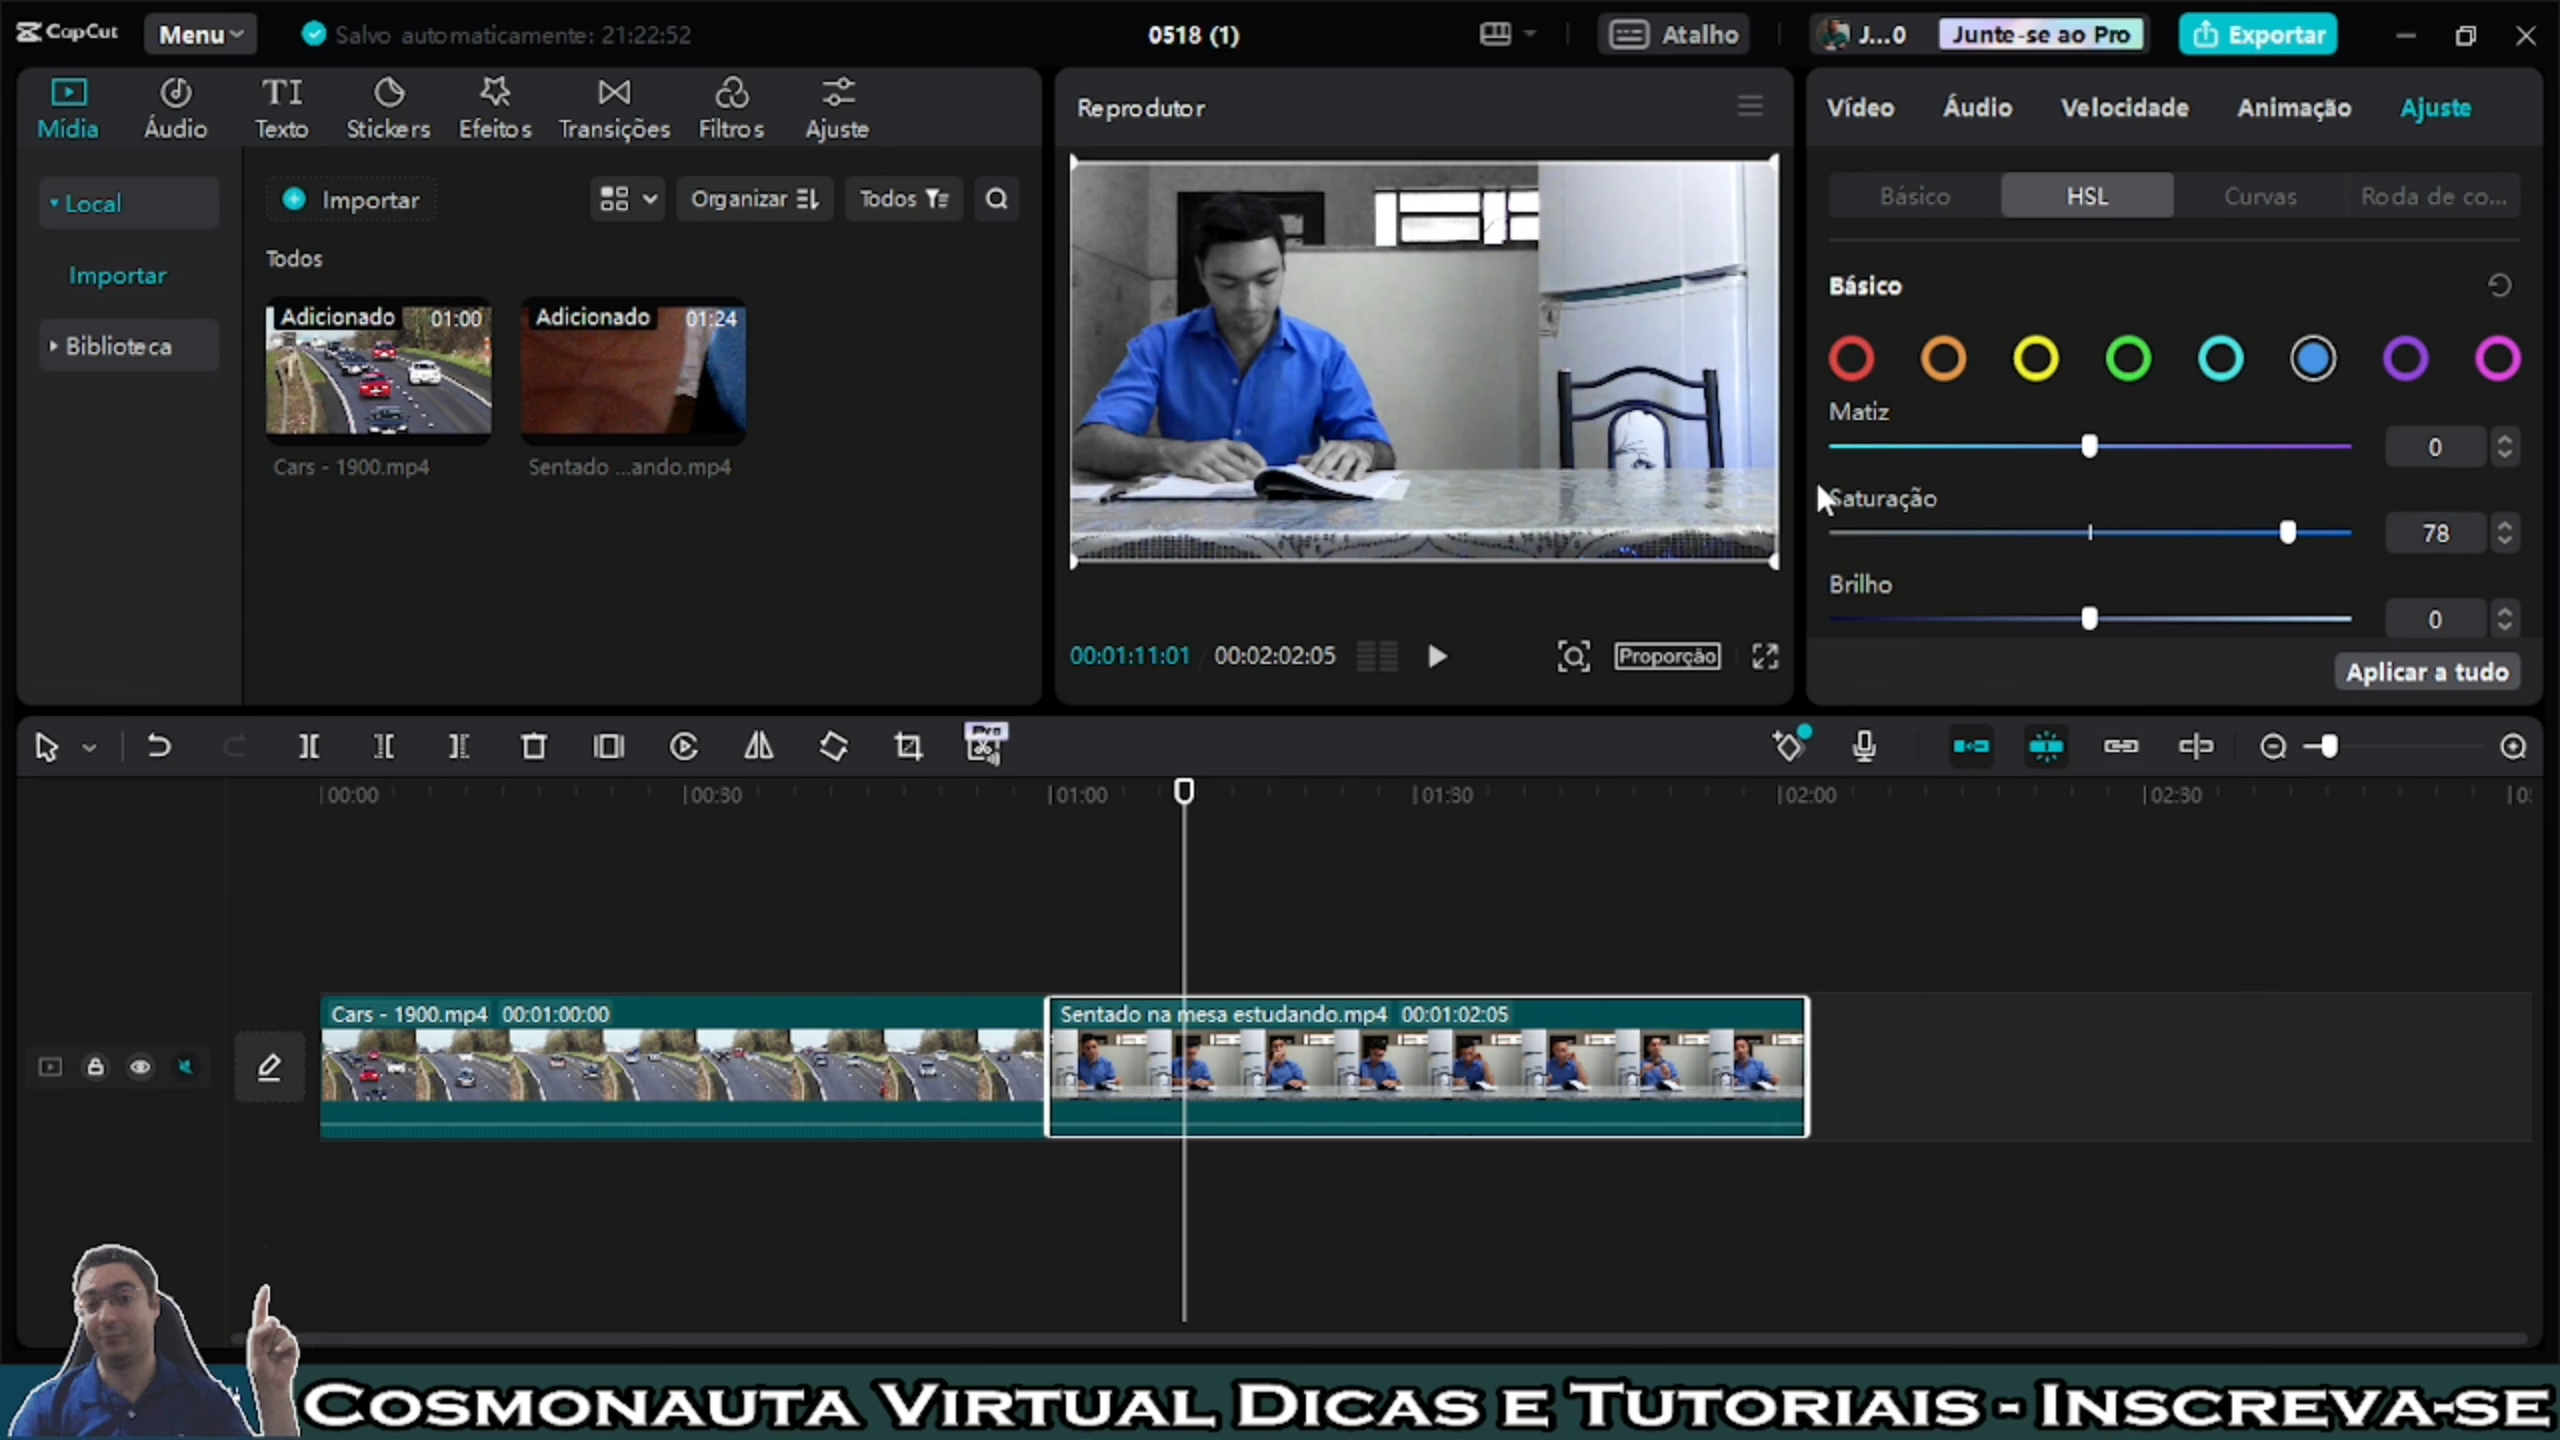 CapCut
Menu
Salvo automaticamente: 21:22:52
0518 (1)
Atalho
J...0
Junte-se ao Pro
Exportar
Mídia
Áudio
TI
Texto
Stickers
Efeitos
Transições
Filtros
Ajuste
Local
Importar
Biblioteca
Importar
Organizar
Todos
Todos
Adicionado 01:00
Adicionado 01:24
Cars - 1900.mp4
Sentado ...ando.mp4
Reprodutor
00:01:11:01
00:02:02:05
Proporção
Vídeo
Áudio
Velocidade
Animação
Ajuste
Básico
HSL
Curvas
Roda de co...
Básico
Matiz
0
Saturação
78
Brilho
0
Aplicar a tudo
Pro
00:00
00:30
01:00
01:30
02:00
02:30
Cars - 1900.mp4 00:01:00:00
Sentado na mesa estudando.mp4 00:01:02:05
Cosmonauta Virtual Dicas e Tutoriais - Inscreva-se